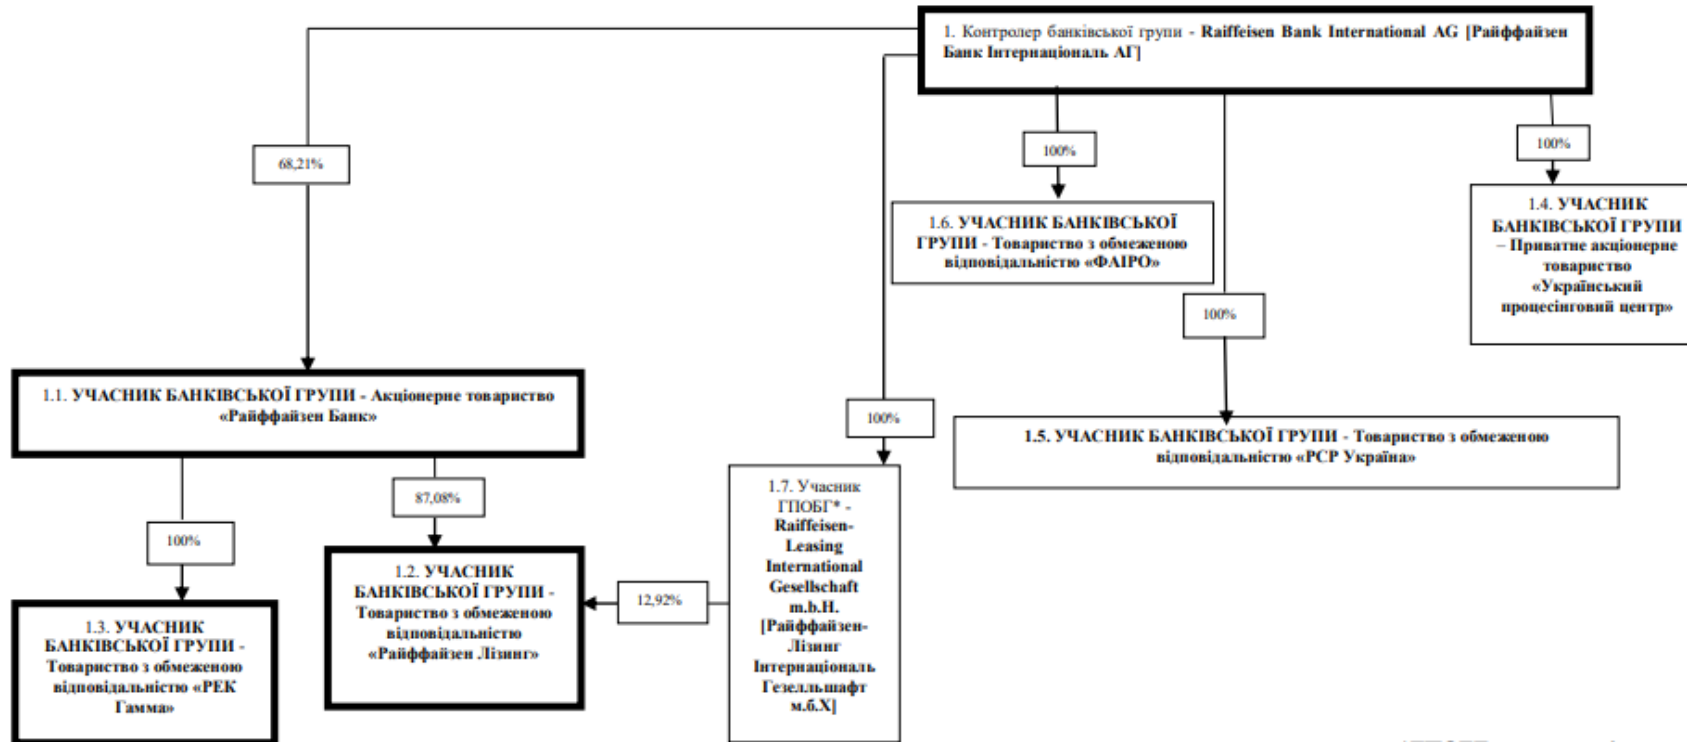 1. Контролер банківської групи - Raiffeisen Bank International AG [Райффайзен
Банк Інтернаціональ АГ]
68,21%
100%
100%
1.6. УЧАСНИК БАНКІВСЬКОЇ
ГРУПИ - Товариство з обмеженою
відповідальністю «ФАІРО»
1.4. УЧАСНИК
БАНКІВСЬКОЇ ГРУПИ
– Приватне акціонерне
товариство
«Український
процесінговий центр»
100%
1.1. УЧАСНИК БАНКІВСЬКОЇ ГРУПИ - Акціонерне товариство
«Райффайзен Банк»
100%
1.5. УЧАСНИК БАНКІВСЬКОЇ ГРУПИ - Товариство з обмеженою
відповідальністю «РСР Україна»
87,08%
100%
1.7. Учасник
ГПОБГ* -
Raiffeisen-
Leasing
International
Gesellschaft
m.b.H.
[Райффайзен-
Лізинг
Інтернаціональ
Гезелльшафт
м.б.Х]
1.2. УЧАСНИК
БАНКІВСЬКОЇ ГРУПИ -
Товариство з обмеженою
відповідальністю
«Райффайзен Лізинг»
12,92%
1.3. УЧАСНИК
БАНКІВСЬКОЇ ГРУПИ -
Товариство з обмеженою
відповідальністю «РЕК
Гамма»